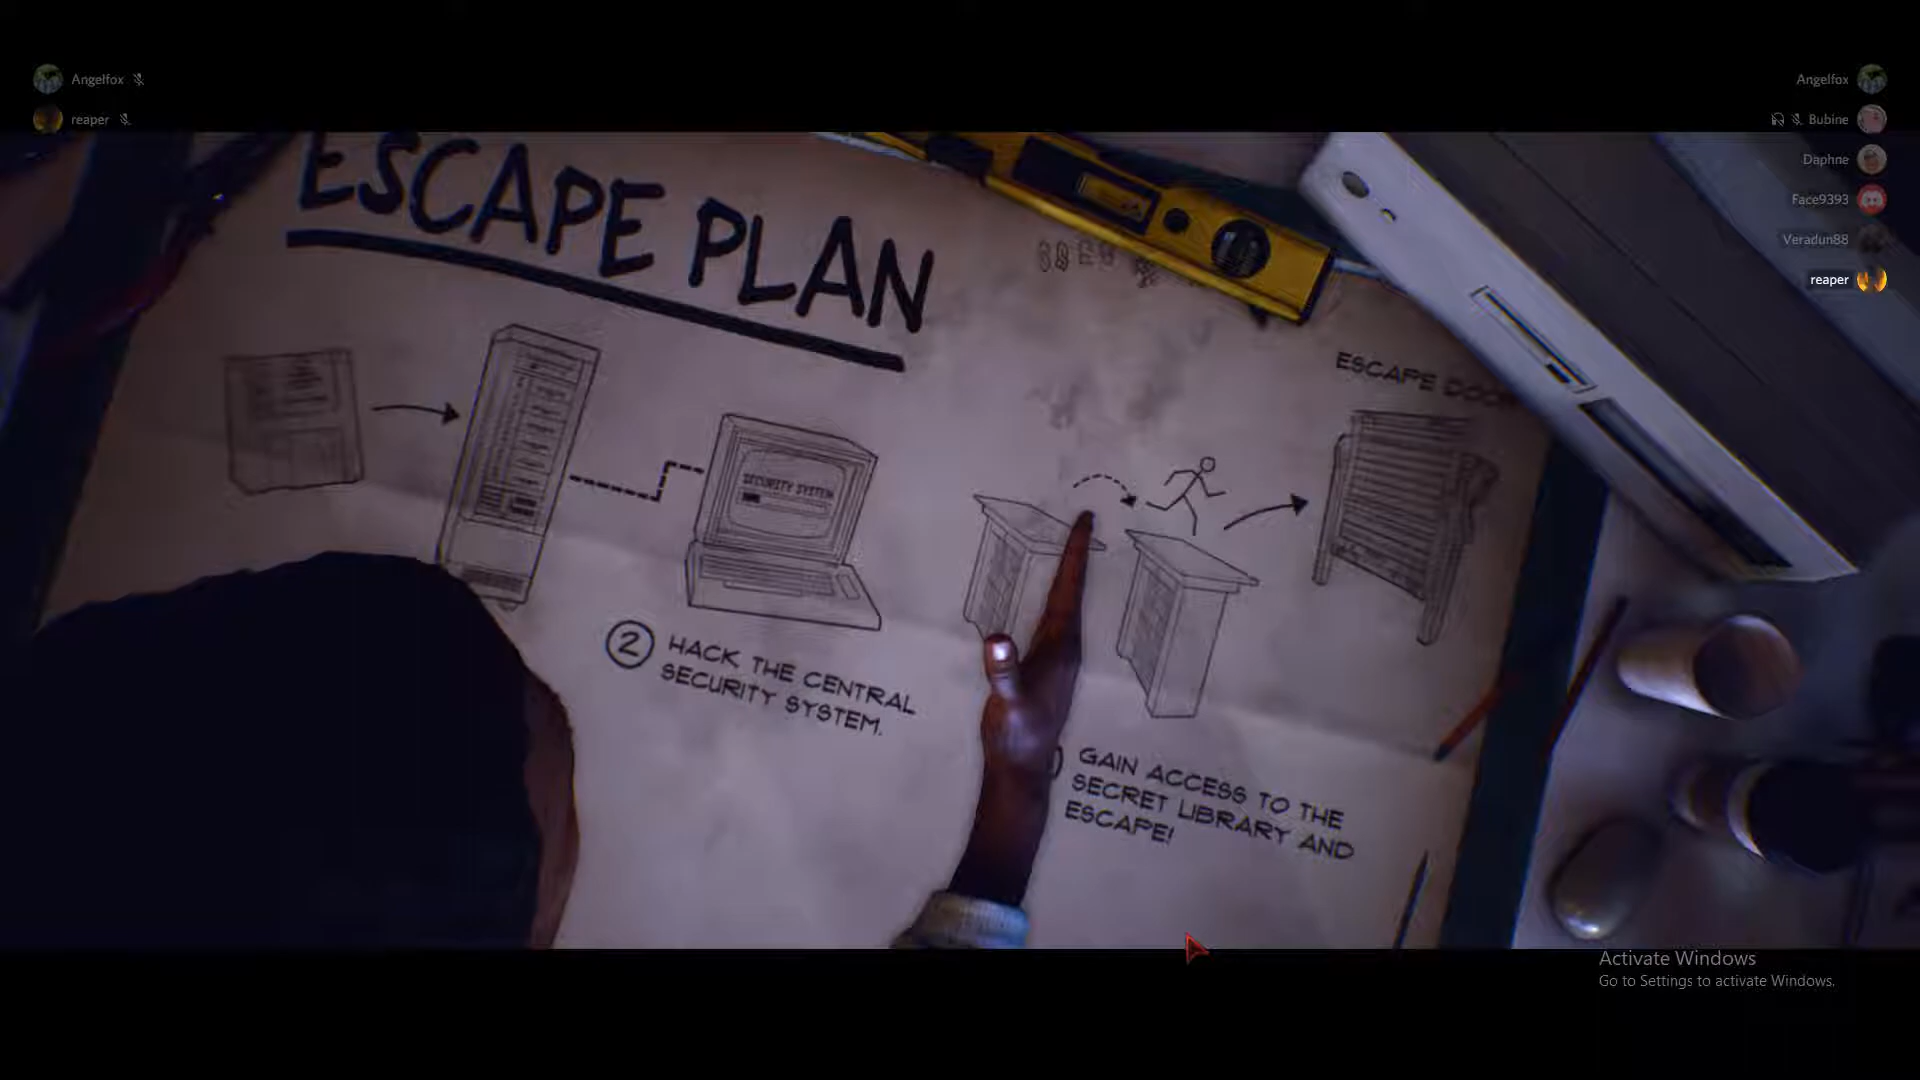 Angelfox
reaper
Angelfox
Bubine
Daphne
Face9393
Veradun88
reaper
ESCAPE PLAN
ESCAPE DOOR
SECURITY SYSTEM
2 HACK THE CENTRAL
SECURITY SYSTEM.
GAIN ACCESS TO THE
SECRET LIBRARY AND
ESCAPE!
Activate Windows
Go to Settings to activate Windows.